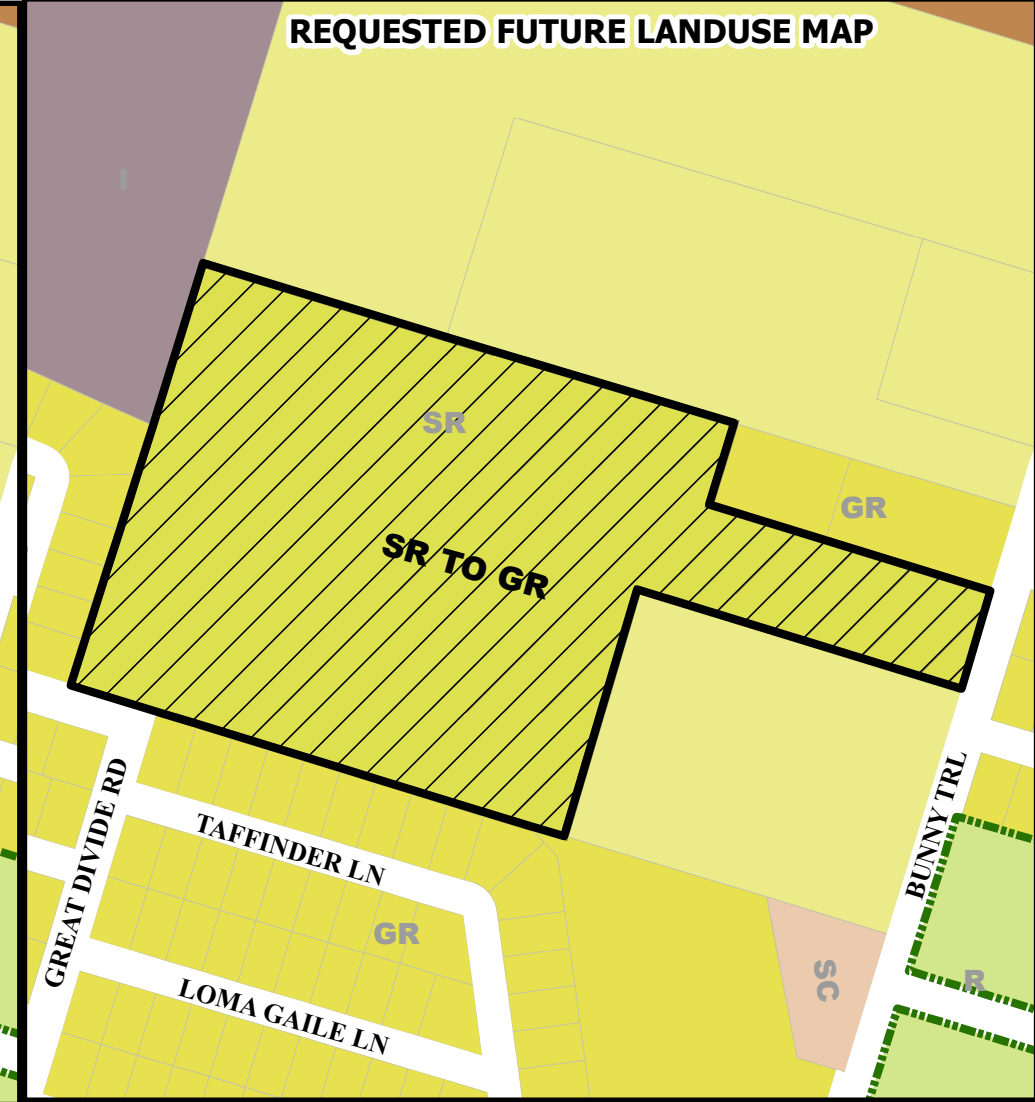 REQUESTED FUTURE LANDUSE MAP
I
SR
GR
SR TO GR
BUNNY TRL
GREAT DIVIDE RD
TAFFINDER LN
GR
SC
R
LOMA GAILE LN